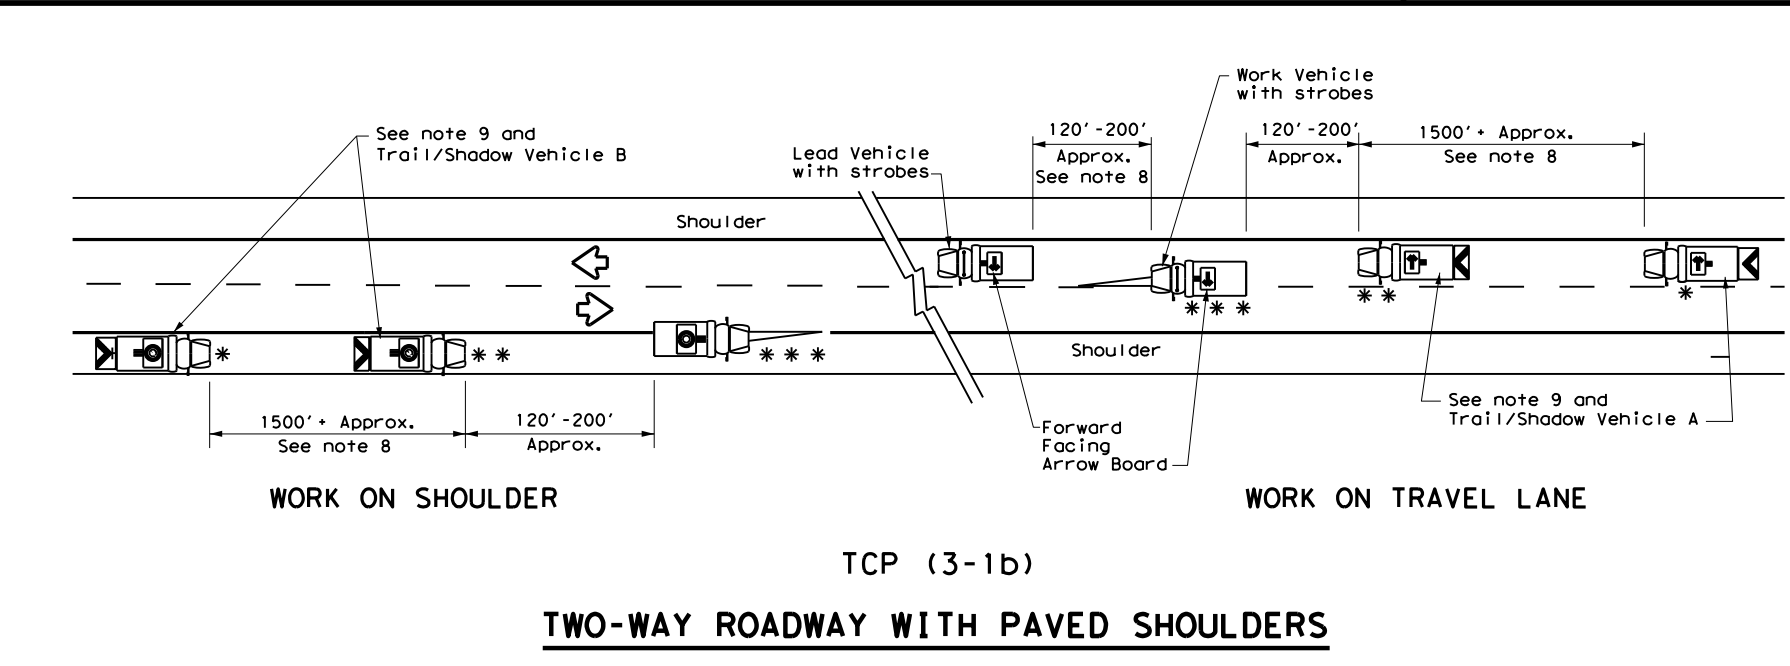 Work Vehicle
with strobes
See note 9 and
Trail/Shadow Vehicle B
120'-200'
Approx.
See note 8
120'-200'
Approx.
1500'+ Approx.
See note 8
Lead Vehicle
with strobes
Shoulder
*
* *
* * *
* * *
* *
*
Shoulder
1500'+ Approx.
See note 8
120'-200'
Approx.
Forward
Facing
Arrow Board
See note 9 and
Trail/Shadow Vehicle A
WORK ON SHOULDER
WORK ON TRAVEL LANE
TCP (3-1b)
TWO-WAY ROADWAY WITH PAVED SHOULDERS